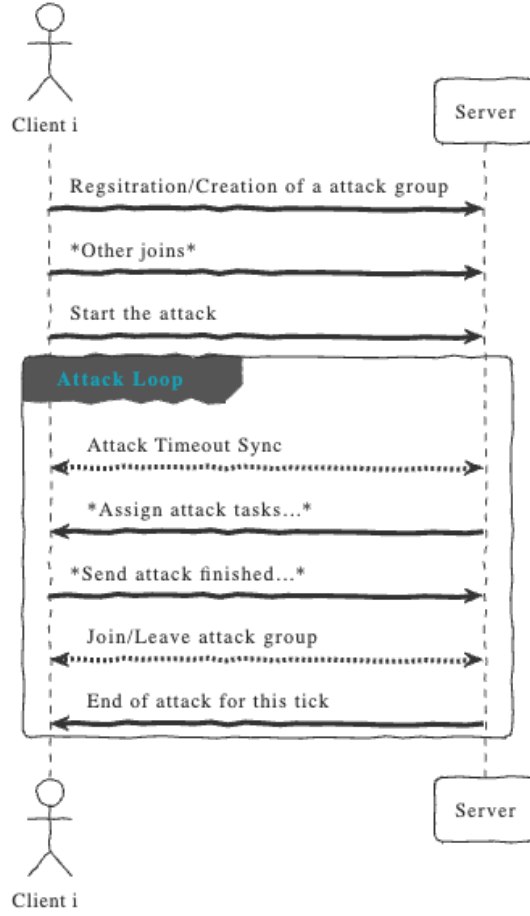 Client i
Server
Regsitration/Creation of a attack group
*Other joins*
Start the attack
Attack Loop
Attack Timeout Sync
*Assign attack tasks...*
*Send attack finished...*
Join/Leave attack group
End of attack for this tick
Server
Client i